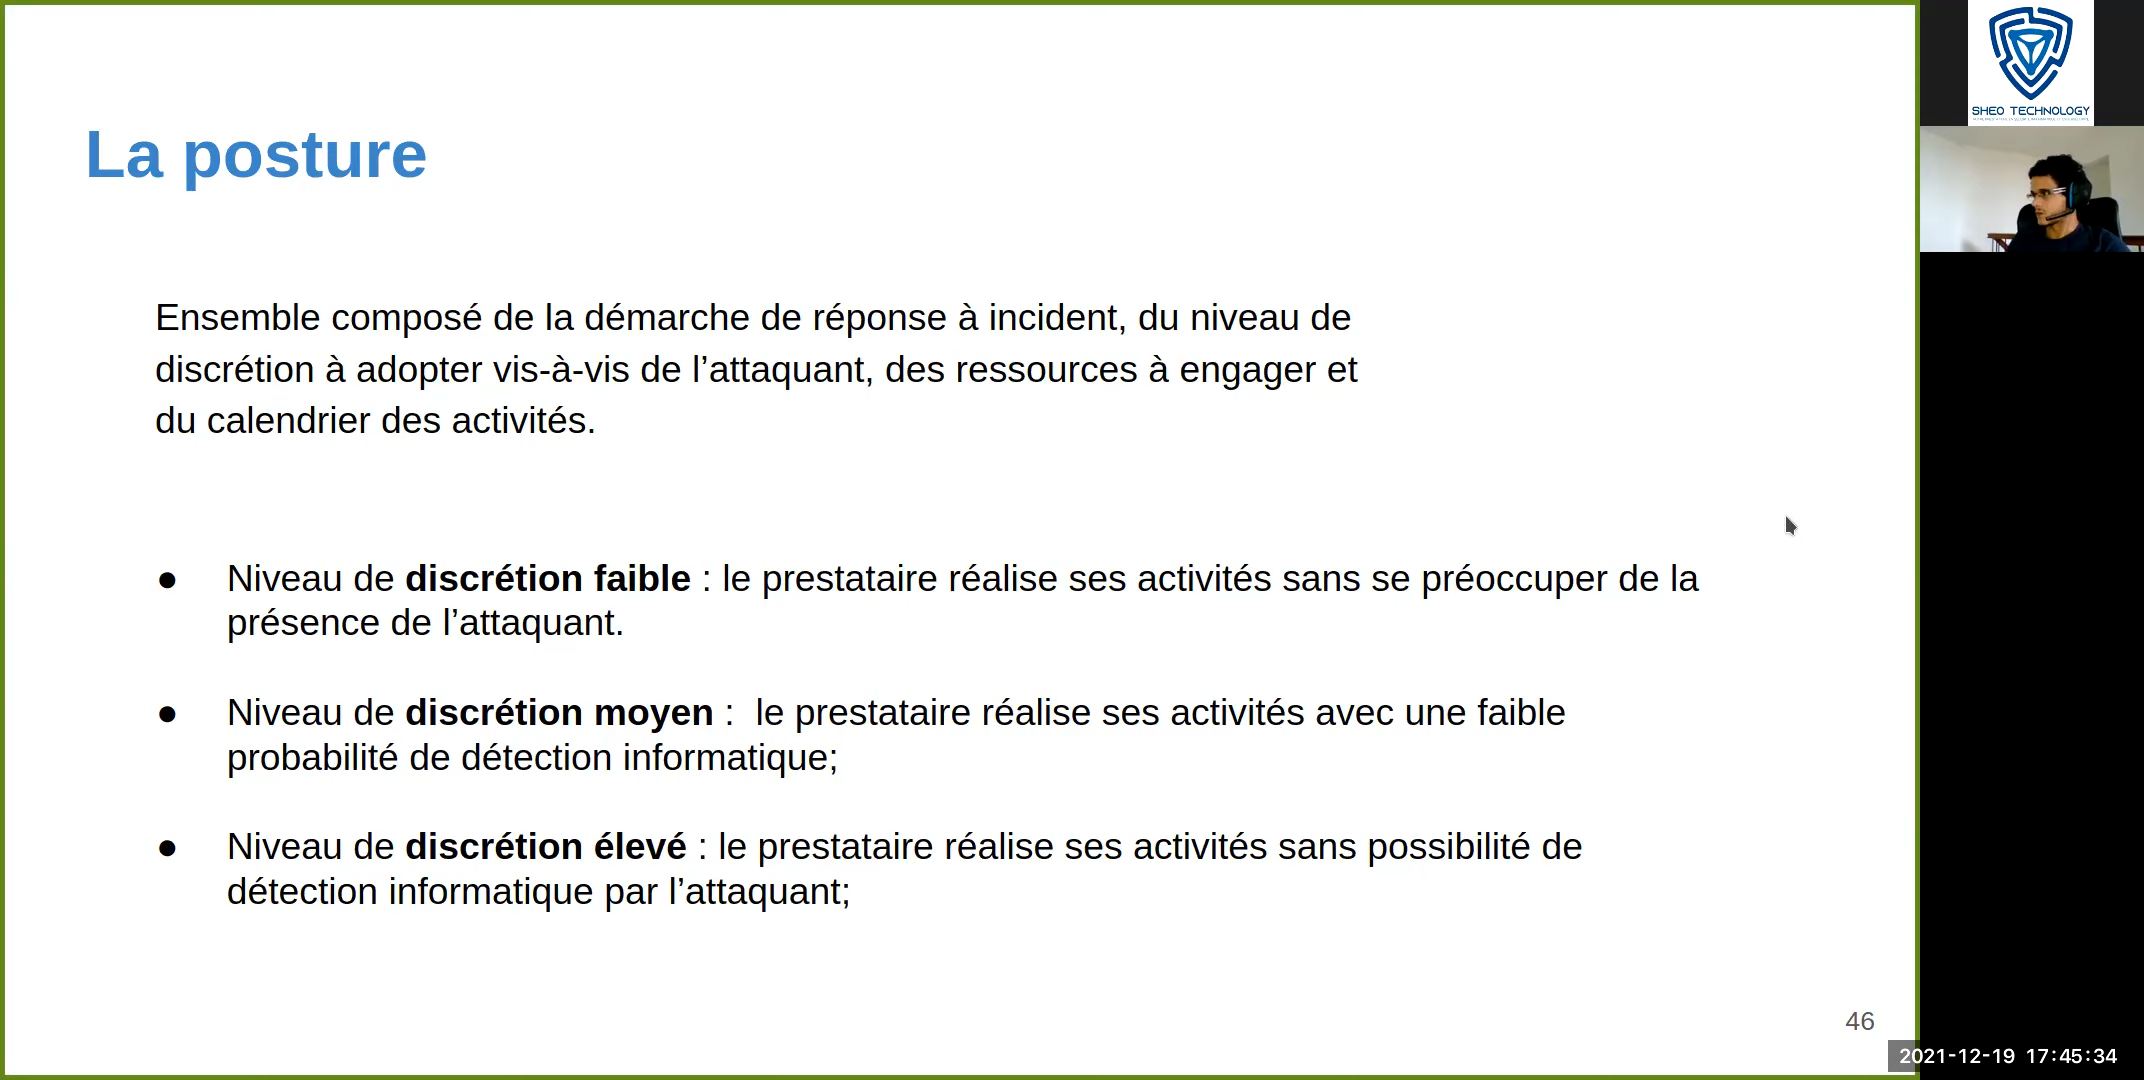 La posture
Ensemble composé de la démarche de réponse à incident, du niveau de
discrétion à adopter vis-à-vis de l’attaquant, des ressources à engager et
du calendrier des activités.
● Niveau de discrétion faible : le prestataire réalise ses activités sans se préoccuper de la
présence de l’attaquant.
● Niveau de discrétion moyen :  le prestataire réalise ses activités avec une faible
probabilité de détection informatique;
● Niveau de discrétion élevé : le prestataire réalise ses activités sans possibilité de
détection informatique par l’attaquant;
46
SHEO TECHNOLOGY
2021-12-19 17:45:34